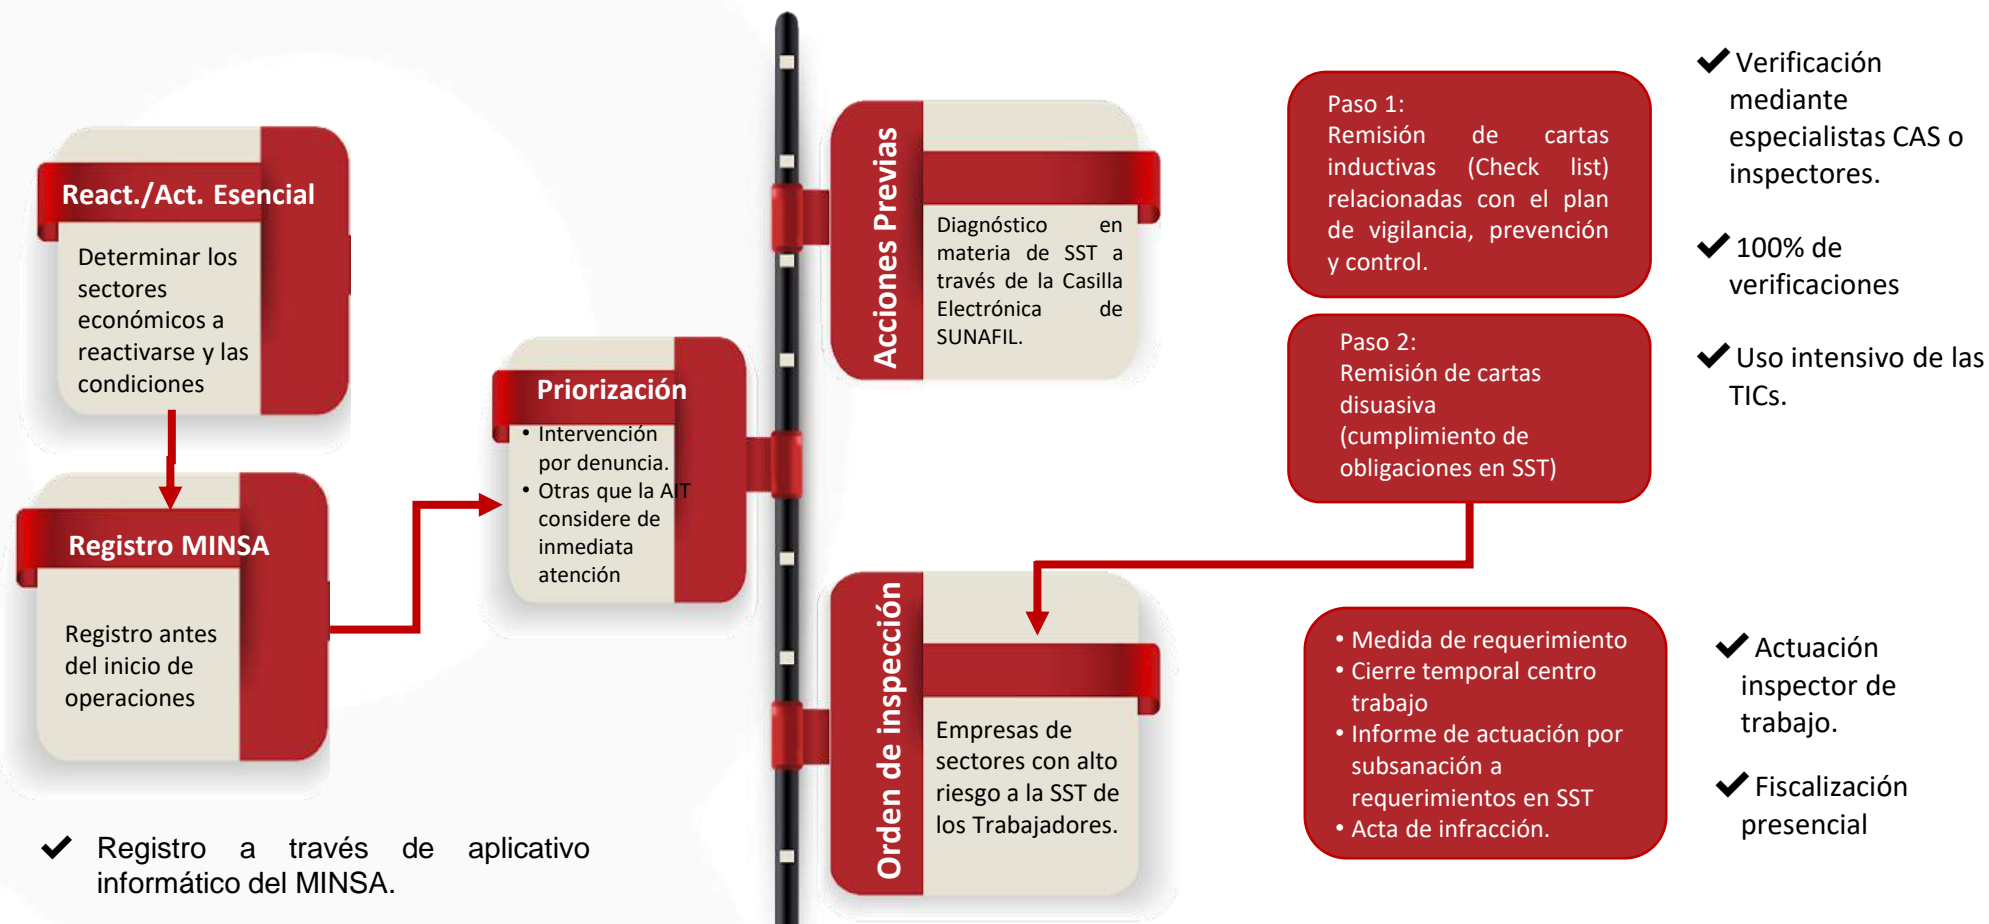 React./Act. Esencial
Determinar los
sectores
económicos a
reactivarse y las
condiciones
Registro MINSA
Registro antes
del inicio de
operaciones
✔ Registro a través de aplicativo
informático del MINSA.
Priorización
• Intervención
por denuncia.
• Otras que la AIT
considere de
inmediata
atención
Acciones Previas
Diagnóstico en
materia de SST a
través de la Casilla
Electrónica de
SUNAFIL.
Orden de inspección
Empresas de
sectores con alto
riesgo a la SST de
los Trabajadores.
Paso 1:
Remisión de cartas
inductivas (Check list)
relacionadas con el plan
de vigilancia, prevención
y control.
Paso 2:
Remisión de cartas
disuasiva
(cumplimiento de
obligaciones en SST)
• Medida de requerimiento
• Cierre temporal centro
trabajo
• Informe de actuación por
subsanación a
requerimientos en SST
• Acta de infracción.
✔ Verificación
mediante
especialistas CAS o
inspectores.
✔ 100% de
verificaciones
✔ Uso intensivo de las
TICs.
✔ Actuación
inspector de
trabajo.
✔ Fiscalización
presencial